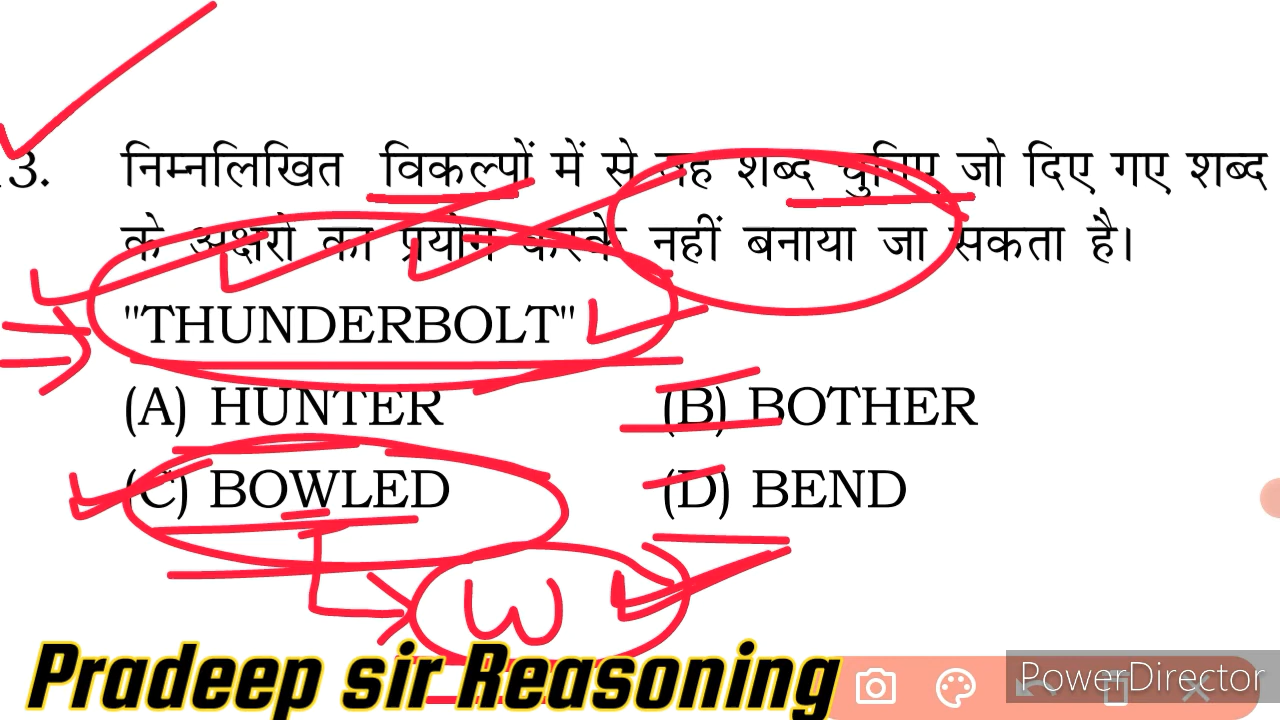 13. निम्नलिखित विकल्पों में से वह शब्द चुनिए जो दिए गए शब्द
के अक्षरों का प्रयोग करके नहीं बनाया जा सकता है।
"THUNDERBOLT"
(A) HUNTER (B) BOTHER
(C) BOWLED (D) BEND
W
Pradeep sir Reasoning
PowerDirector